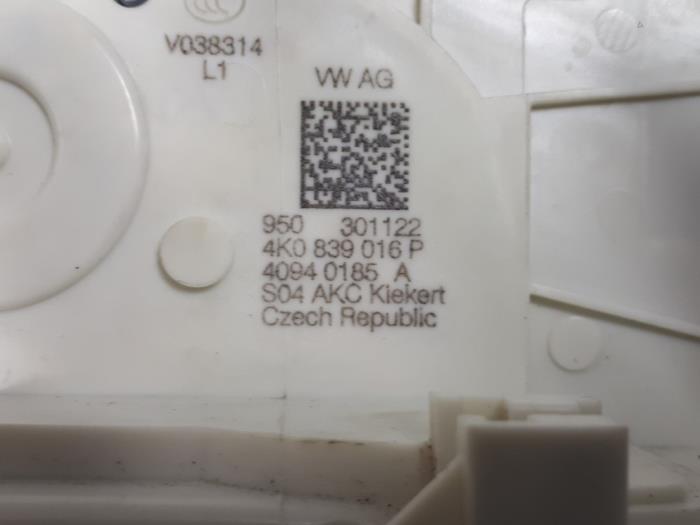 V038314
L1
VW AG
950 301122
4K0 839 016 P
4094 0185 A
S04 AKC Kiekert
Czech Republic